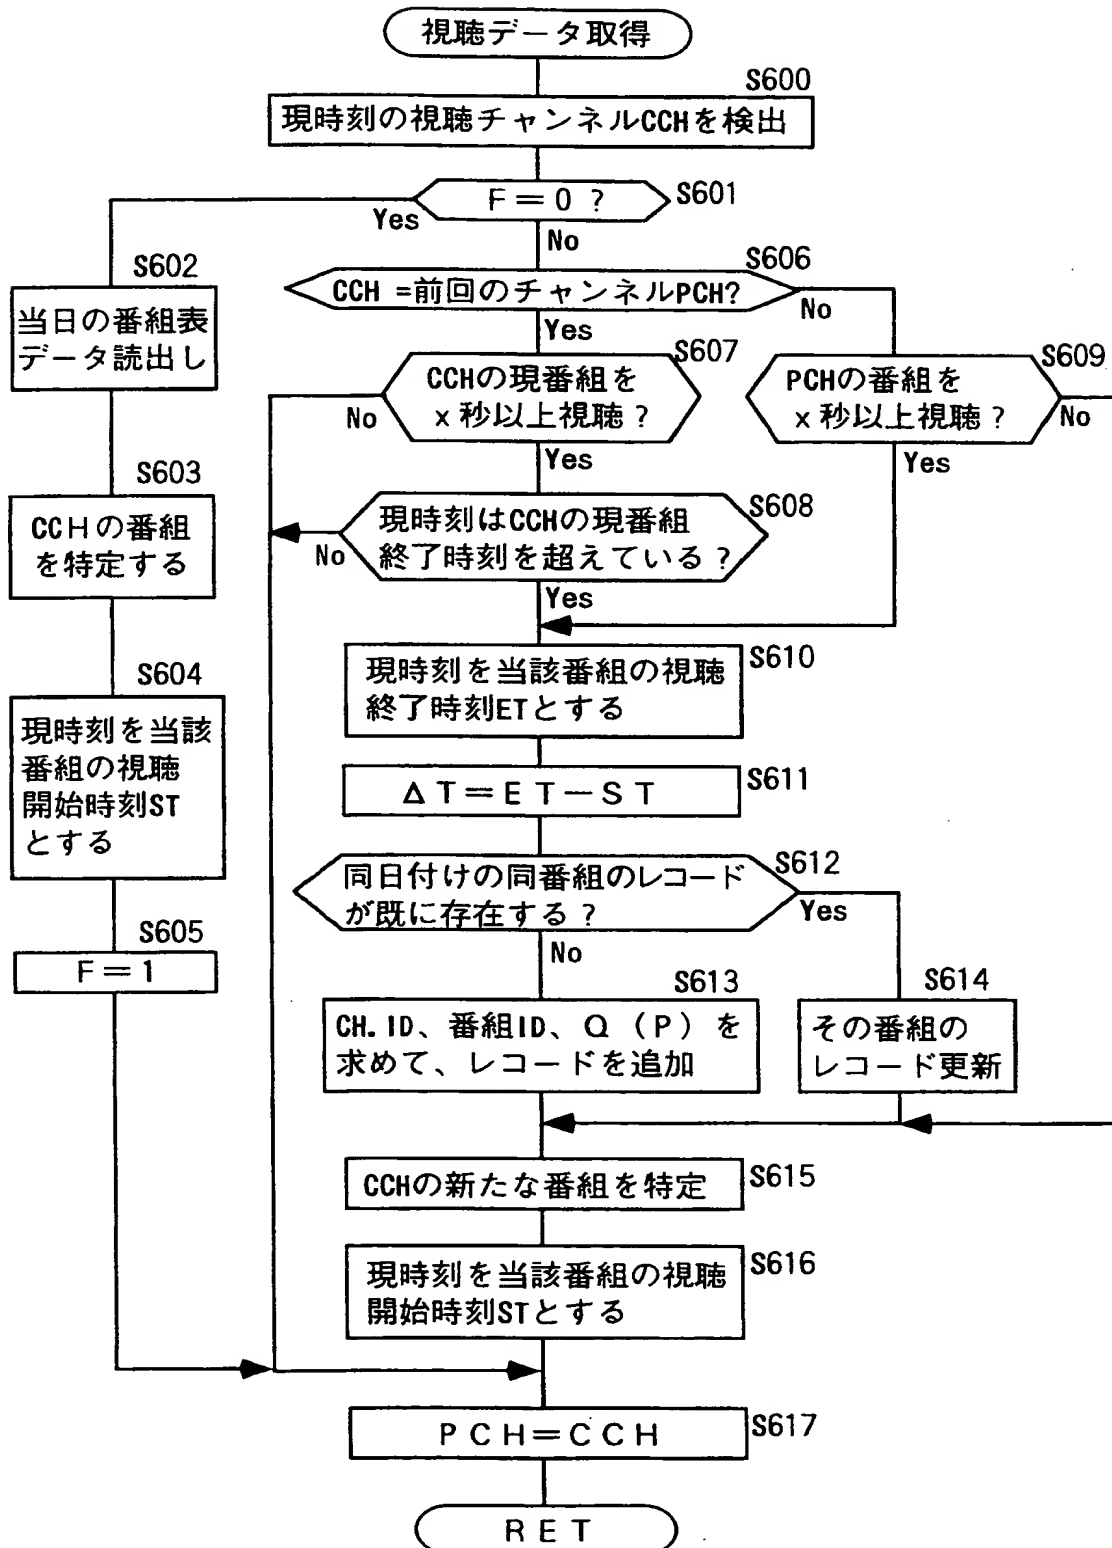 視聴データ取得
S600
現時刻の視聴チャンネルCCHを検出
F=0?
S601
Yes
No
S602
当日の番組表
データ読出し
S606
CCH=前回のチャンネルPCH?
No
Yes
S607
CCHの現番組を
x秒以上視聴?
No
Yes
S609
PCHの番組を
x秒以上視聴?
No
Yes
S603
CCHの番組
を特定する
S608
現時刻はCCHの現番組
終了時刻を超えている?
No
Yes
S604
現時刻を当該
番組の視聴
開始時刻ST
とする
S610
現時刻を当該番組の視聴
終了時刻ETとする
S611
ΔT=ET-ST
S605
F=1
S612
同日付けの同番組のレコード
が既に存在する?
Yes
No
S613
CH.ID、番組ID、Q(P)を
求めて、レコードを追加
S614
その番組の
レコード更新
S615
CCHの新たな番組を特定
S616
現時刻を当該番組の視聴
開始時刻STとする
S617
PCH=CCH
RET